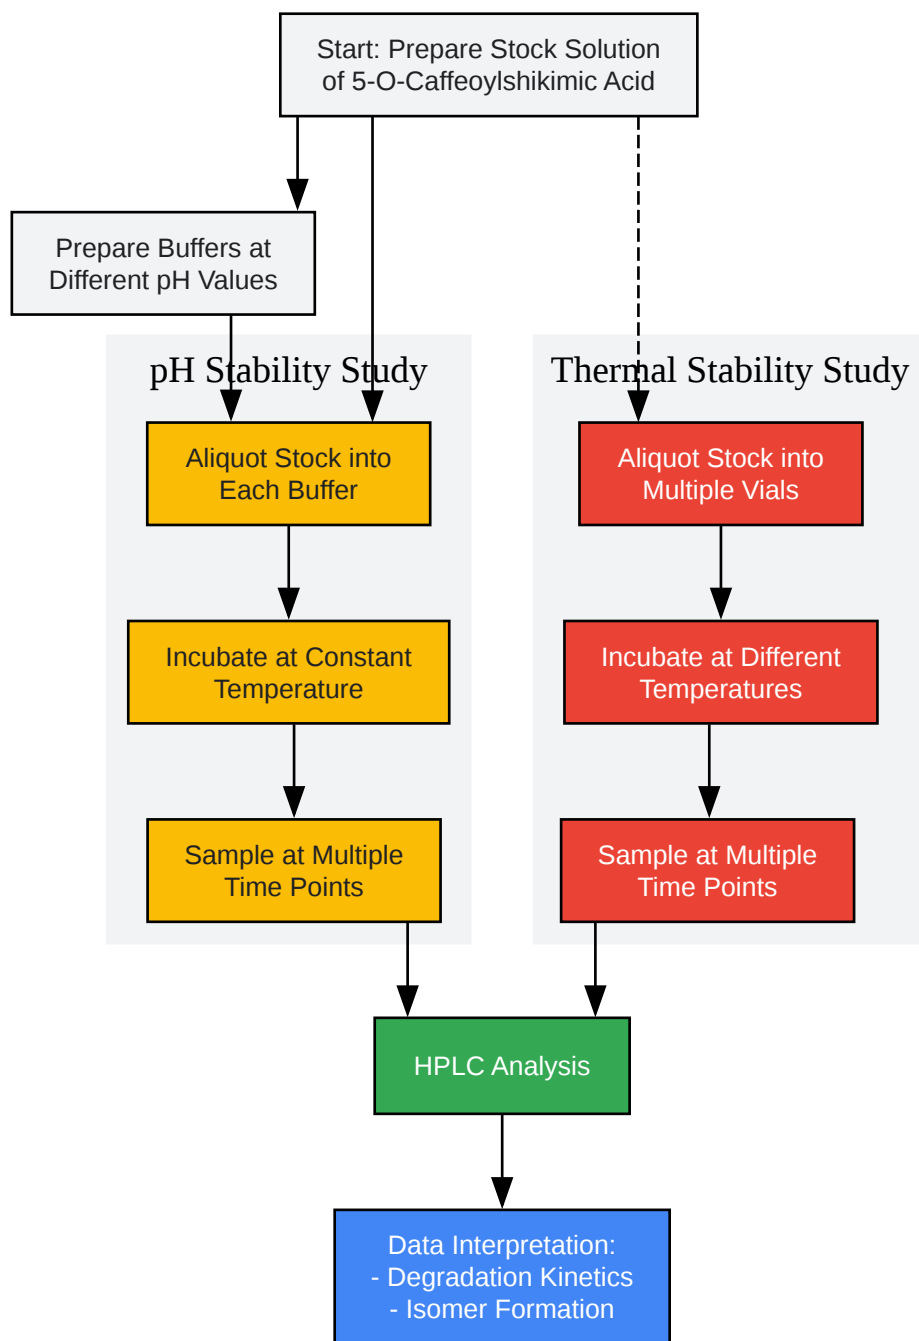 Start: Prepare Stock Solution
of 5-O-Caffeoylshikimic Acid
Prepare Buffers at
Different pH Values
pH Stability Study
Thermal Stability Study
Aliquot Stock into
Each Buffer
Aliquot Stock into
Multiple Vials
Incubate at Constant
Temperature
Incubate at Different
Temperatures
Sample at Multiple
Time Points
Sample at Multiple
Time Points
HPLC Analysis
Data Interpretation:
- Degradation Kinetics
- Isomer Formation